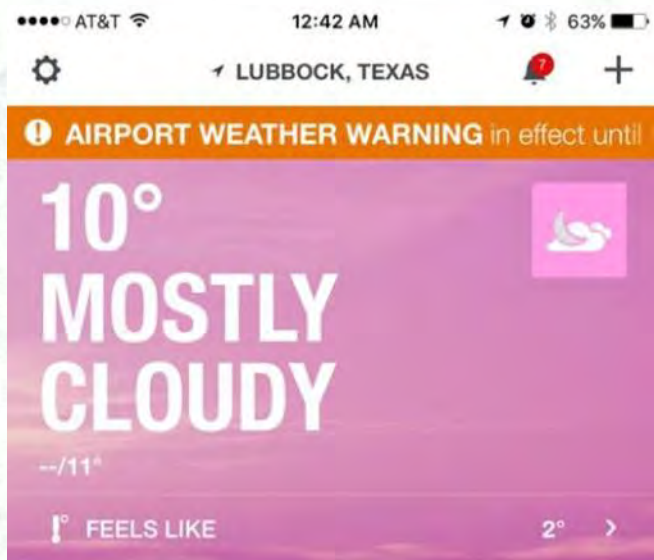 AT&T 12:42 AM 63%
LUBBOCK, TEXAS 7
! AIRPORT WEATHER WARNING in effect until
10°
MOSTLY
CLOUDY
--/11°
FEELS LIKE 2° >